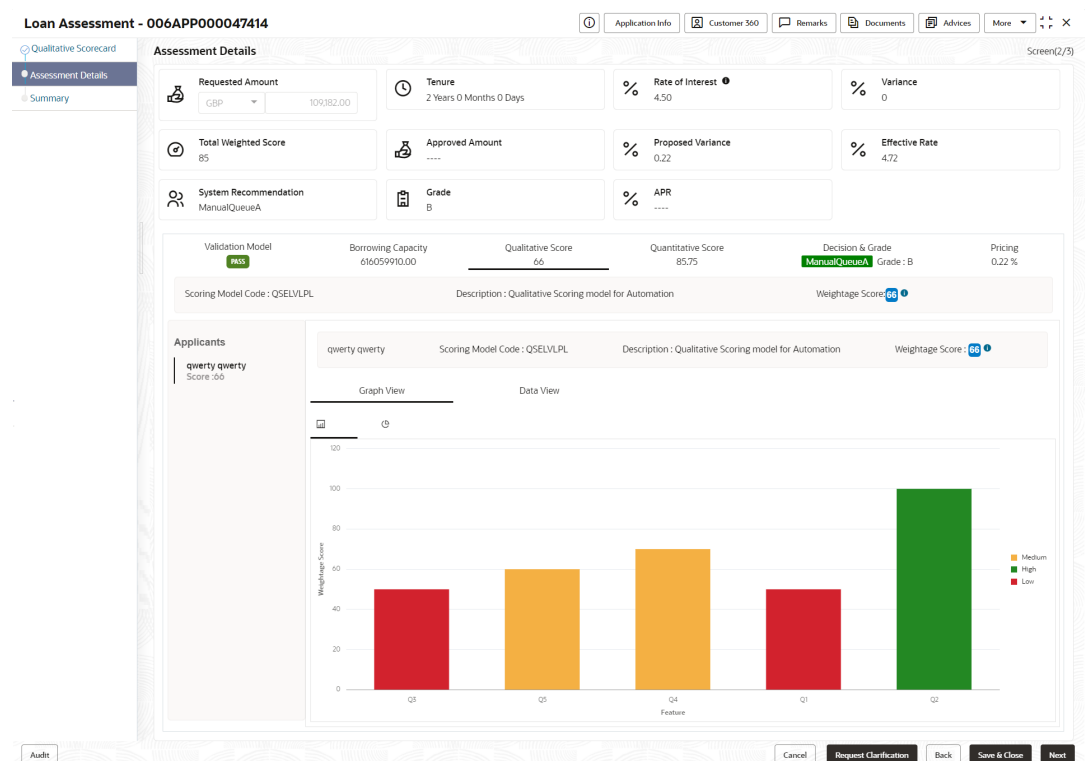 Loan Assessment - 006APP000047414
Application Info
Customer 360
Remarks
Documents
Advices
More
Qualitative Scorecard
Assessment Details
Summary
Assessment Details
Screen(2/3)
Requested Amount
GBP
109,182.00
Tenure
2 Years 0 Months 0 Days
Rate of Interest
4.50
Variance
0
Total Weighted Score
85
Approved Amount
----
Proposed Variance
0.22
Effective Rate
4.72
System Recommendation
ManualQueueA
Grade
B
APR
----
Validation Model
PASS
Borrowing Capacity
616059910.00
Qualitative Score
66
Quantitative Score
85.75
Decision & Grade
ManualQueueA Grade : B
Pricing
0.22 %
Scoring Model Code : QSELVLPL
Description : Qualitative Scoring model for Automation
Weightage Score: 66
Applicants
qwerty qwerty
Score :66
qwerty qwerty
Scoring Model Code : QSELVLPL
Description : Qualitative Scoring model for Automation
Weightage Score : 66
Graph View
Data View
120
100
80
60
40
20
0
Weightage Score
Q3
Q5
Q4
Q1
Q2
Feature
Medium
High
Low
Audit
Cancel
Request Clarification
Back
Save & Close
Next